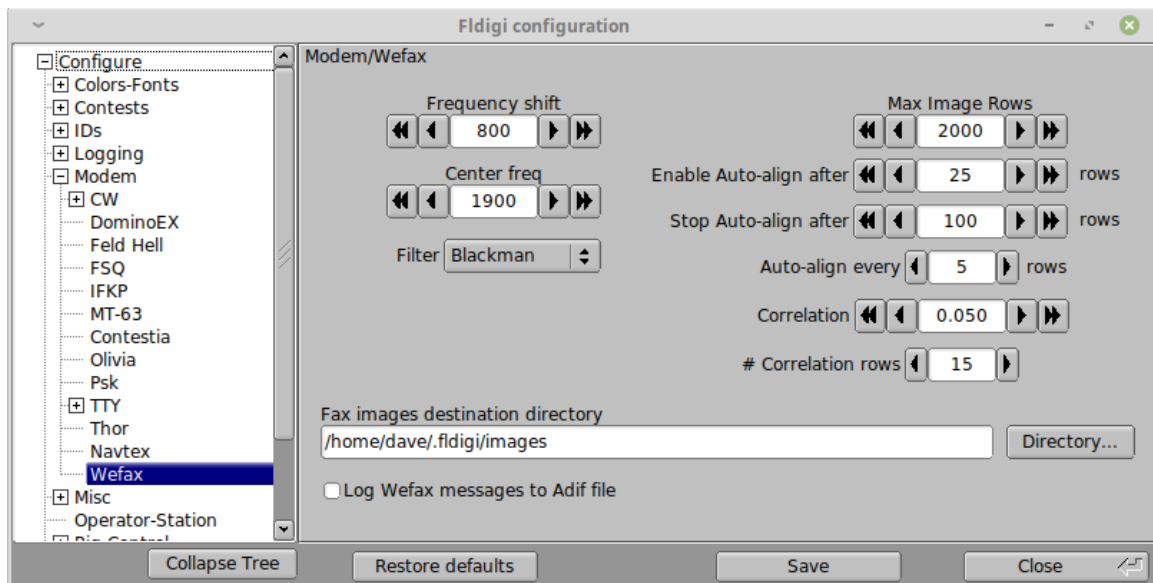 Fldigi configuration
Configure
Colors-Fonts
Contests
IDs
Logging
Modem
CW
DominoEX
Feld Hell
FSQ
IFKP
MT-63
Contestia
Olivia
Psk
TTY
Thor
Navtex
Wefax
Misc
Operator-Station
Modem/Wefax
Frequency shift
800
Center freq
1900
Filter Blackman
Max Image Rows
2000
Enable Auto-align after 25 rows
Stop Auto-align after 100 rows
Auto-align every 5 rows
Correlation 0.050
# Correlation rows 15
Fax images destination directory
/home/dave/.fldigi/images Directory...
Log Wefax messages to Adif file
Collapse Tree Restore defaults Save Close